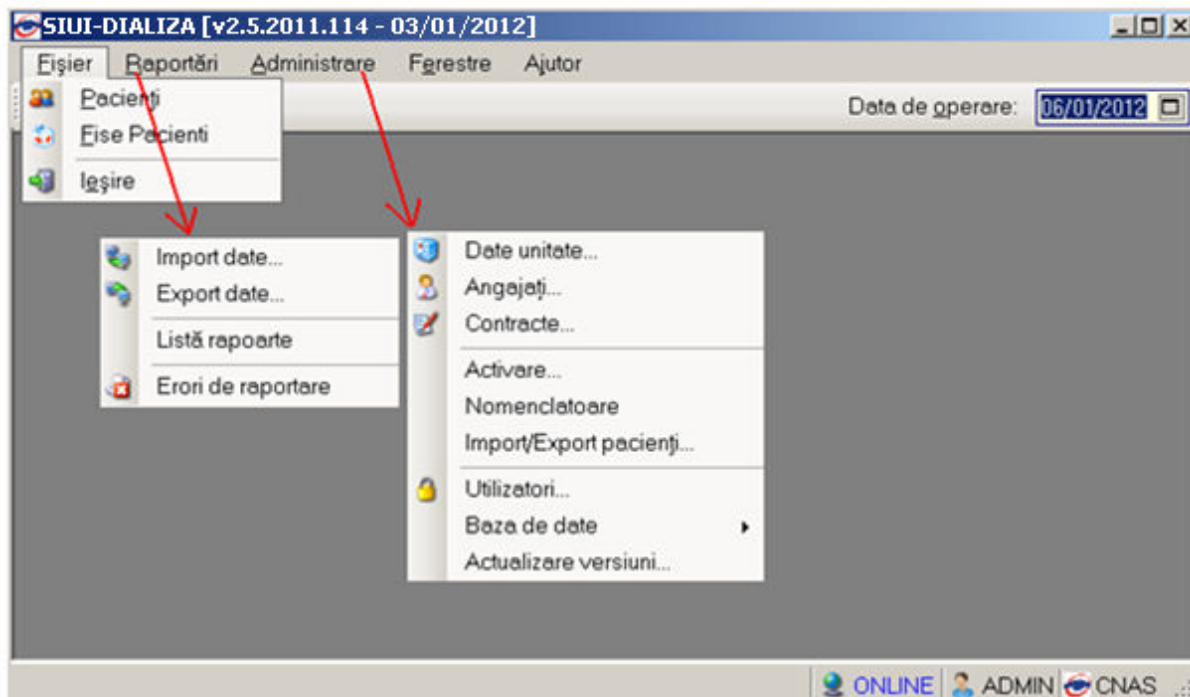 SIUI-DIALIZA [v2.5.2011.114 - 03/01/2012]
Fişier Raportări Administrare Ferestre Ajutor
Data de operare: 06/01/2012
Pacienţi
Fise Pacienti
Ieşire
Import date...
Export date...
Listă rapoarte
Erori de raportare
Date unitate...
Angajaţi...
Contracte...
Activare...
Nomenclatoare
Import/Export pacienţi...
Utilizatori...
Baza de date
Actualizare versiuni...
ONLINE ADMIN CNAS